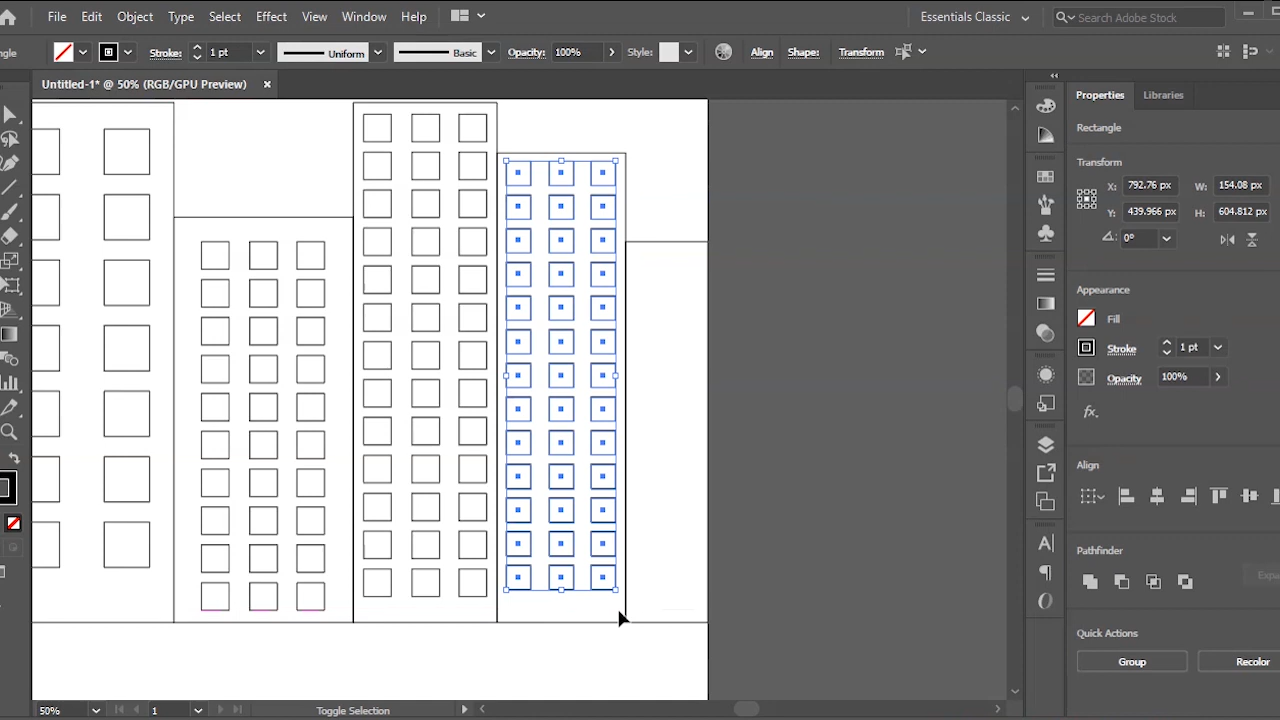 File Edit Object Type Select Effect View Window Help Essentials Classic Search Adobe Stock
Stroke: 1 pt Uniform Basic Opacity: 100% Style: Align Shape: Transform
Untitled-1* @ 50% (RGB/GPU Preview) ×
Properties Libraries
Rectangle
Transform
X: 792.76 px W: 154.08 px
Y: 439.966 px H: 604.812 px
0°
Appearance
Fill
Stroke 1 pt
Opacity 100%
fx.
Align
Pathfinder
Quick Actions
Group Recolor
50% 1 Toggle Selection